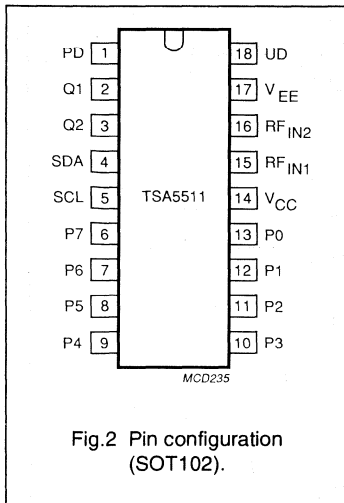 PD 1 18 UD
Q1 2 17 VEE
Q2 3 16 RFIN2
SDA 4 15 RFIN1
SCL 5 TSA5511 14 VCC
P7 6 13 P0
P6 7 12 P1
P5 8 11 P2
P4 9 10 P3
MCD235
Fig.2 Pin configuration
(SOT102).